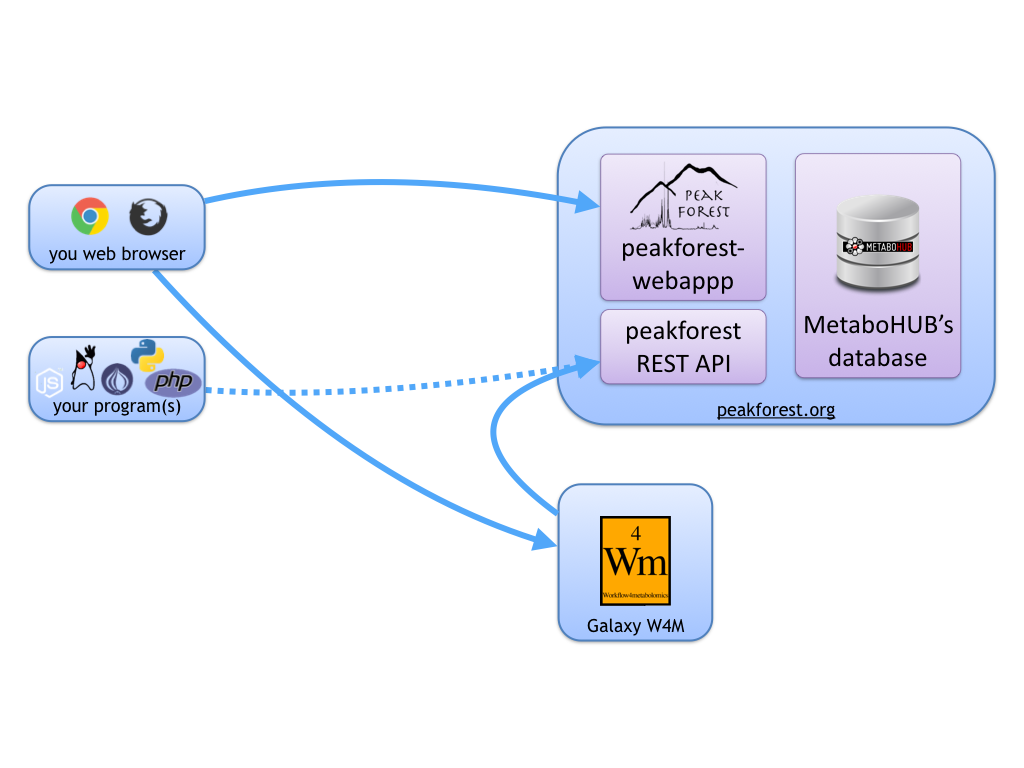 PEAK
FOREST
peakforest-
webappp
METABOHUB
MetaboHUB’s
database
you web browser
peakforest
REST API
JS
php
your program(s)
peakforest.org
4
Wm
Workflow4metabolomics
Galaxy W4M